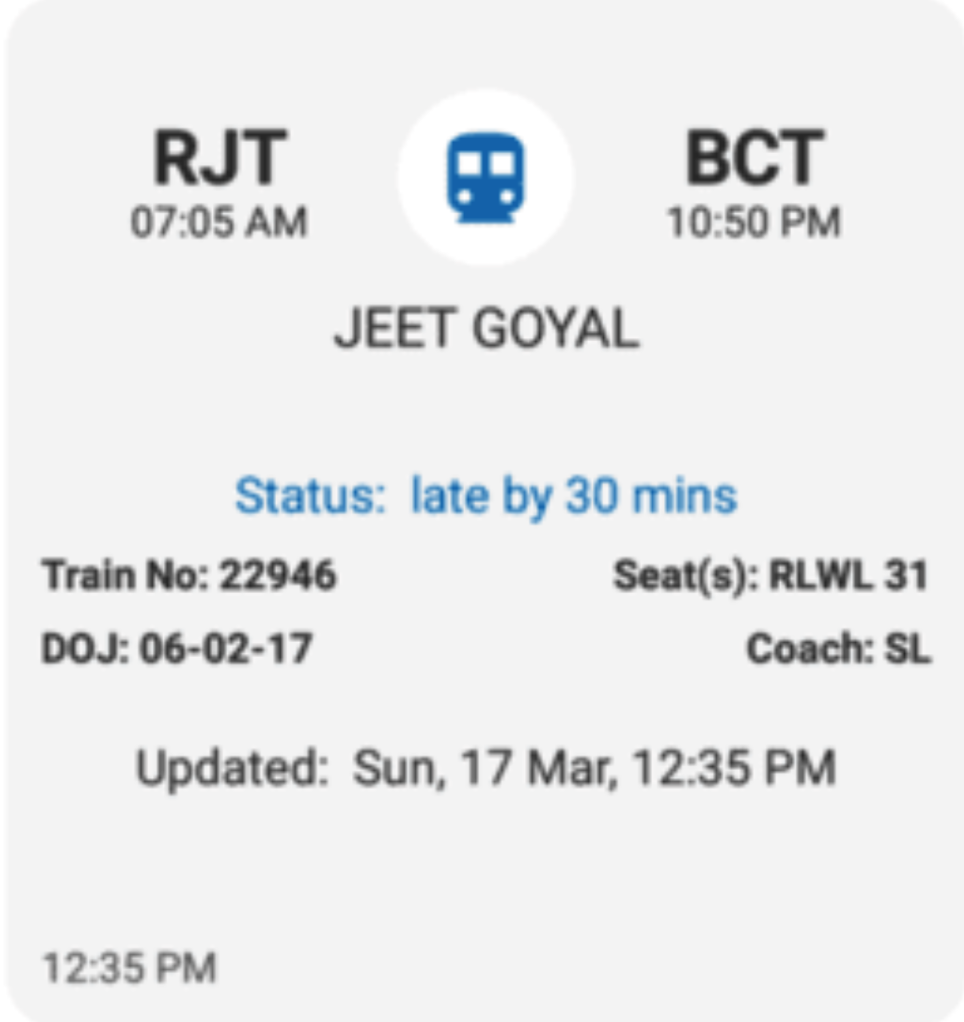 RJT BCT
07:05 AM 10:50 PM
JEET GOYAL
Status: late by 30 mins
Train No: 22946 Seat(s): RLWL 31
DOJ: 06-02-17 Coach: SL
Updated: Sun, 17 Mar, 12:35 PM
12:35 PM